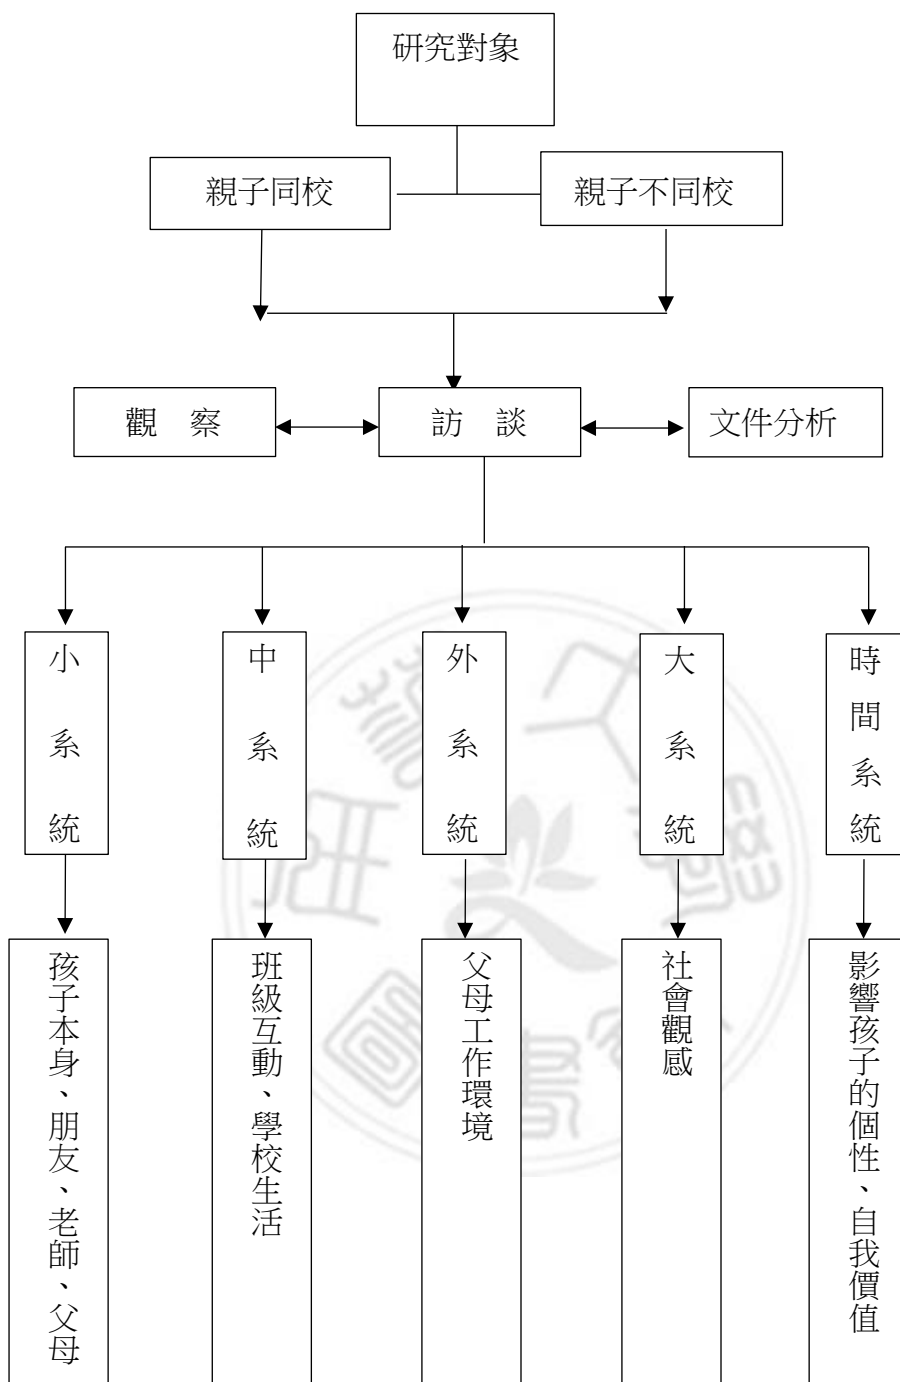 研究對象
親子同校
親子不同校
觀 察
訪 談
文件分析
小系統
中系統
外系統
大系統
時間系統
孩子本身、朋友、老師、父母
班級互動、學校生活
父母工作環境
社會觀感
影響孩子的個性、自我價值